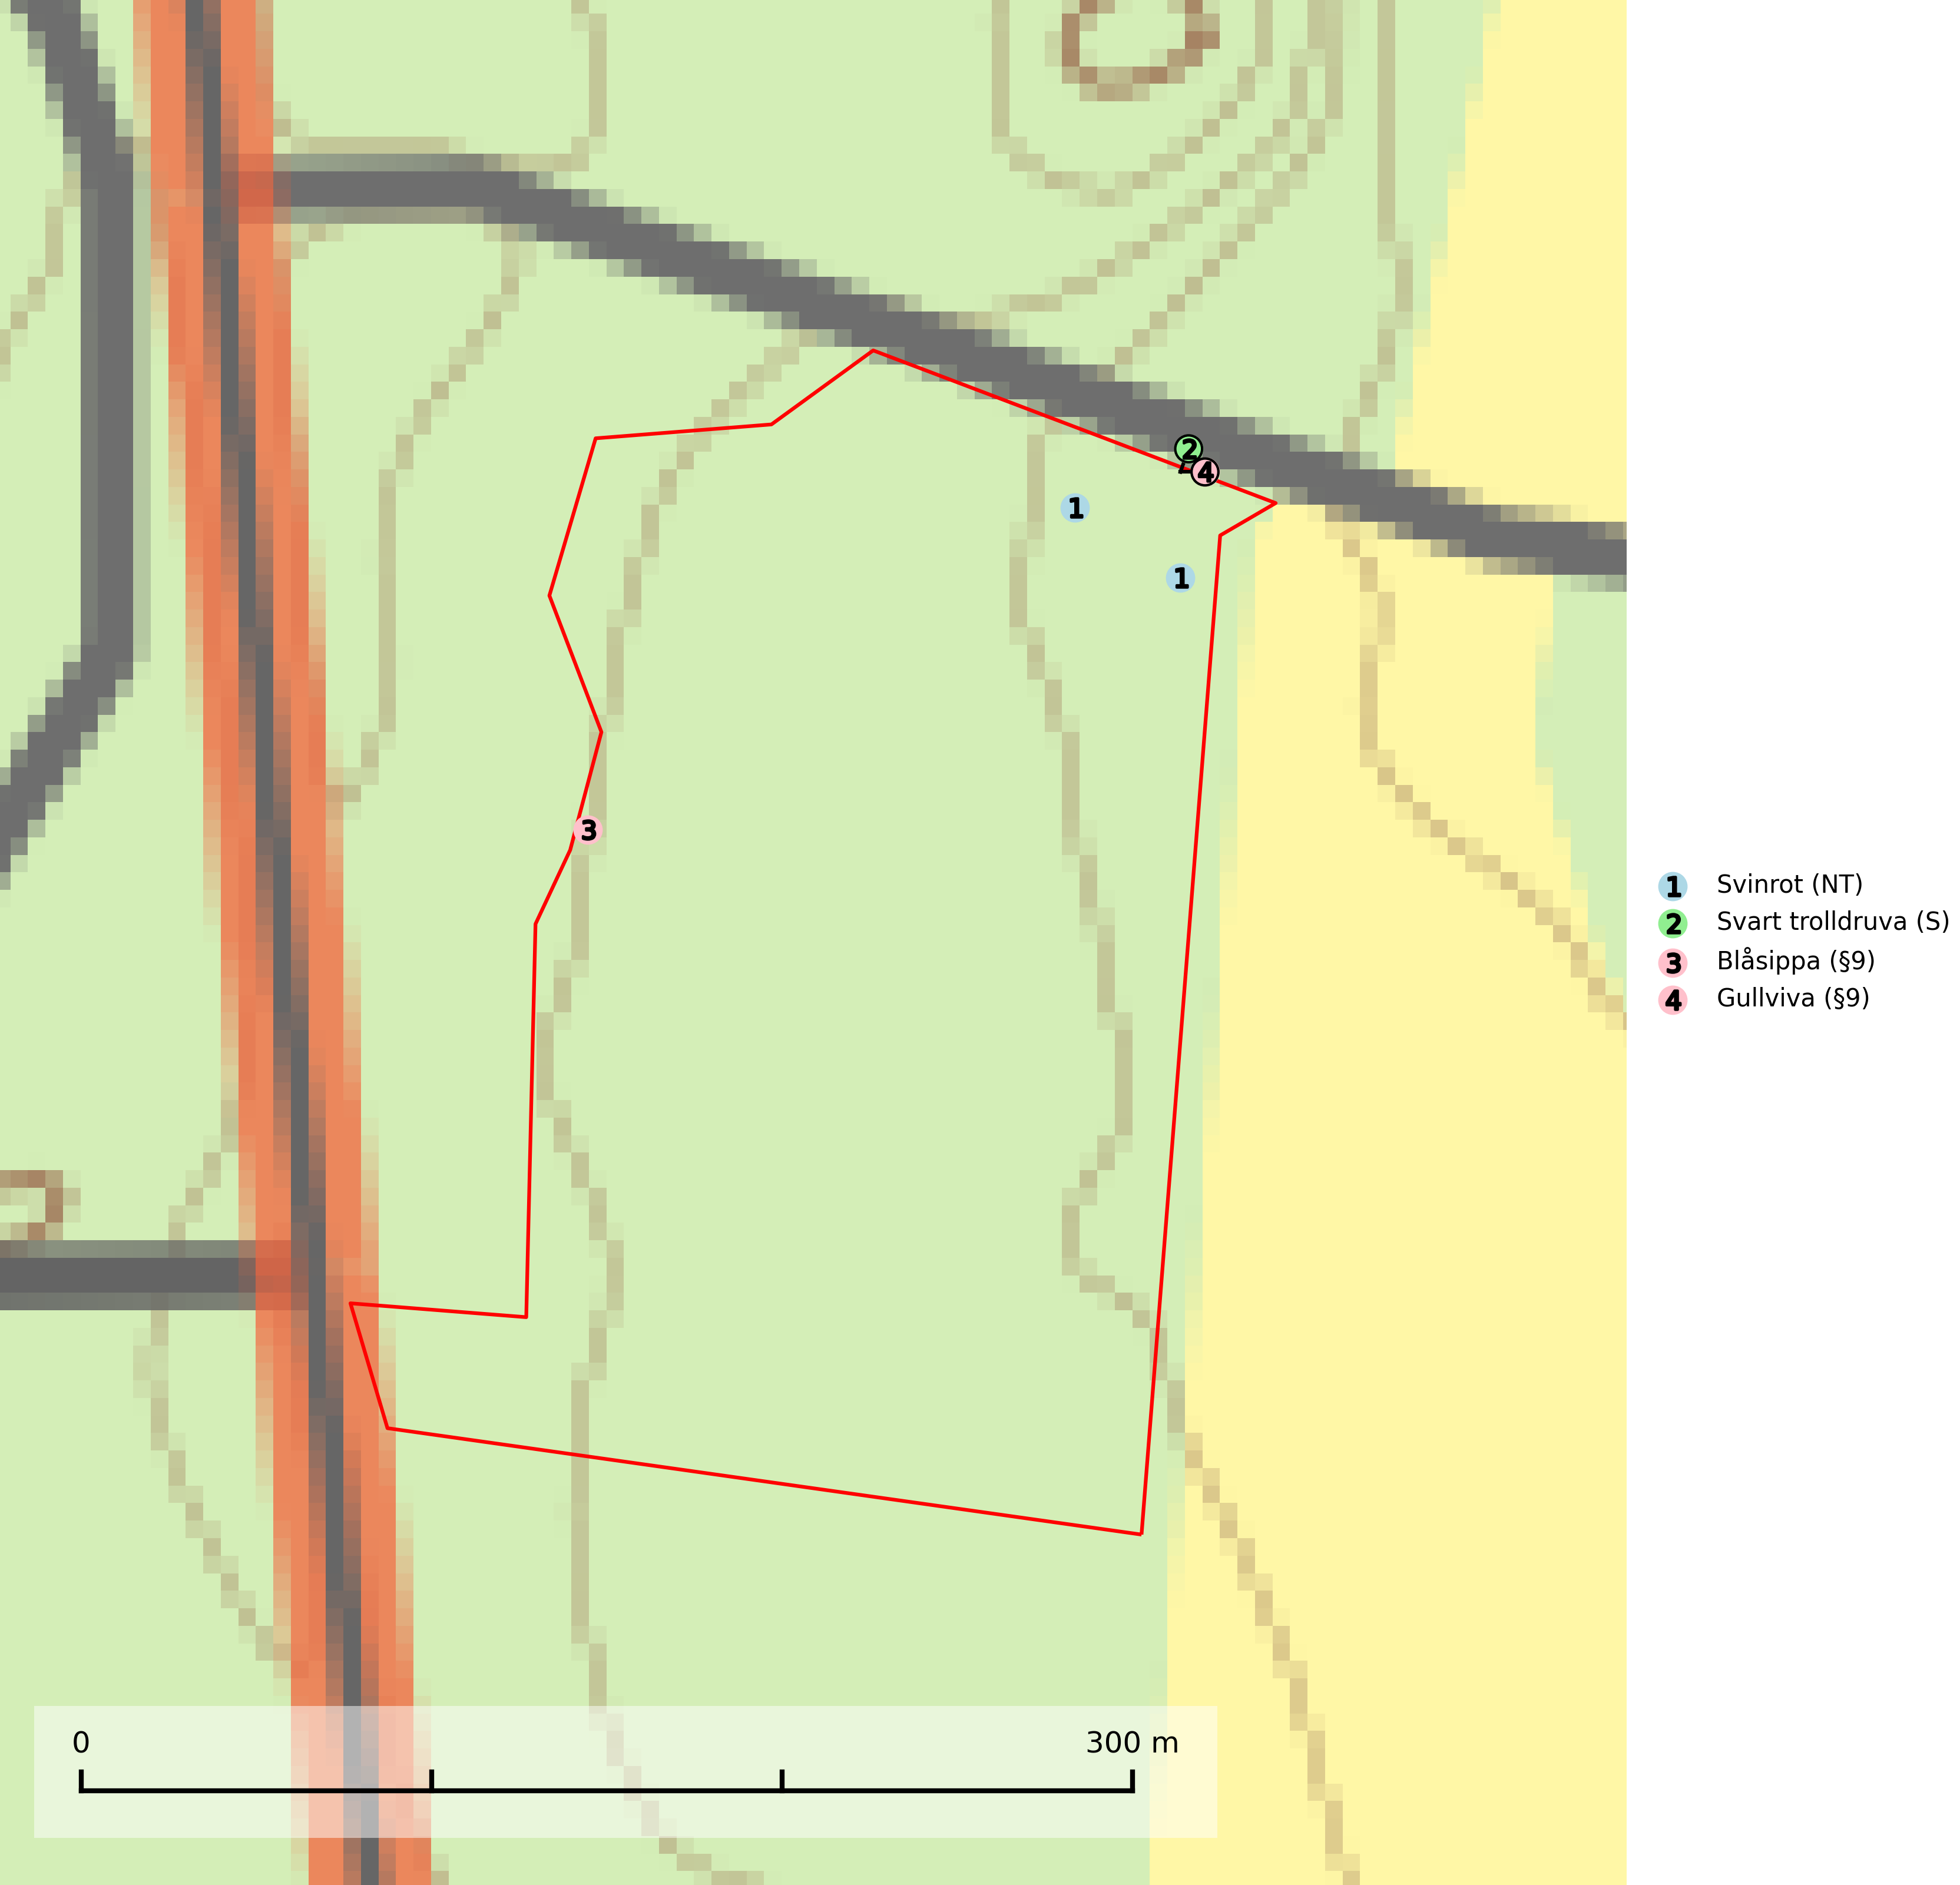 2
4
1
1
3
1 Svinrot (NT)
2 Svart trolldruva (S)
3 Blåsippa (§9)
4 Gullviva (§9)
0 300 m